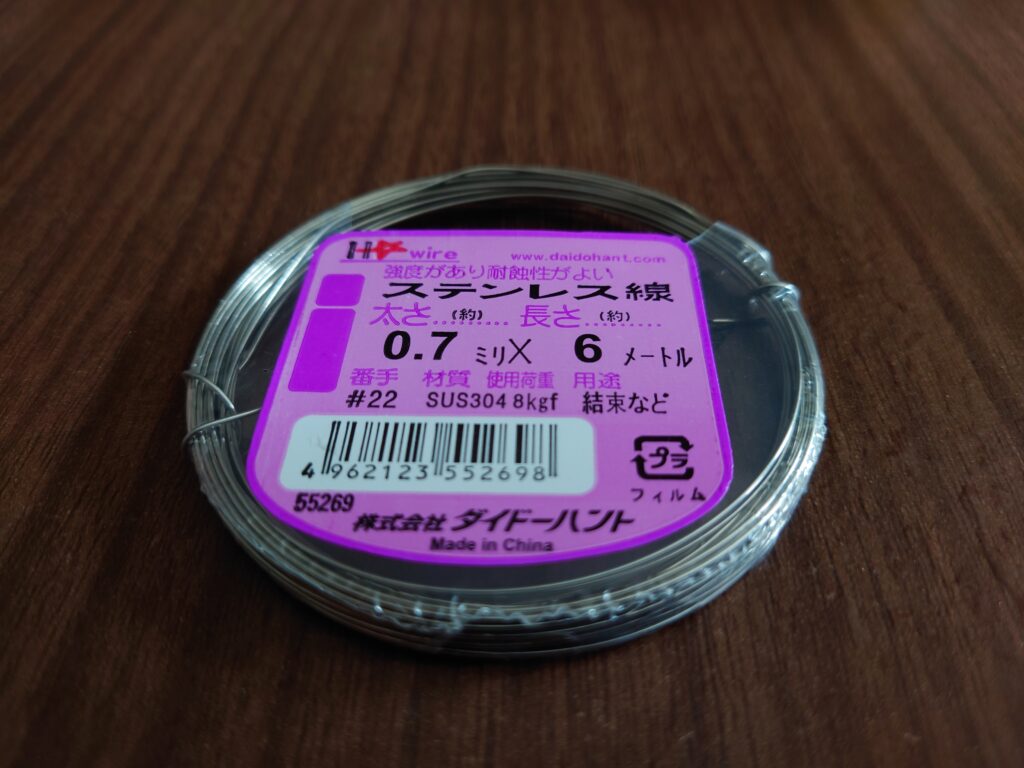 wire www.daidohant.com
強度があり耐蝕性がよい
ステンレス線
太さ(約) 長さ(約)
0.7 ミリ× 6 メートル
番手 材質 使用荷重 用途
#22 SUS304 8kgf 結束など
4 962123 552698
プラ
フィルム
55269
株式会社 ダイドーハント
Made in China